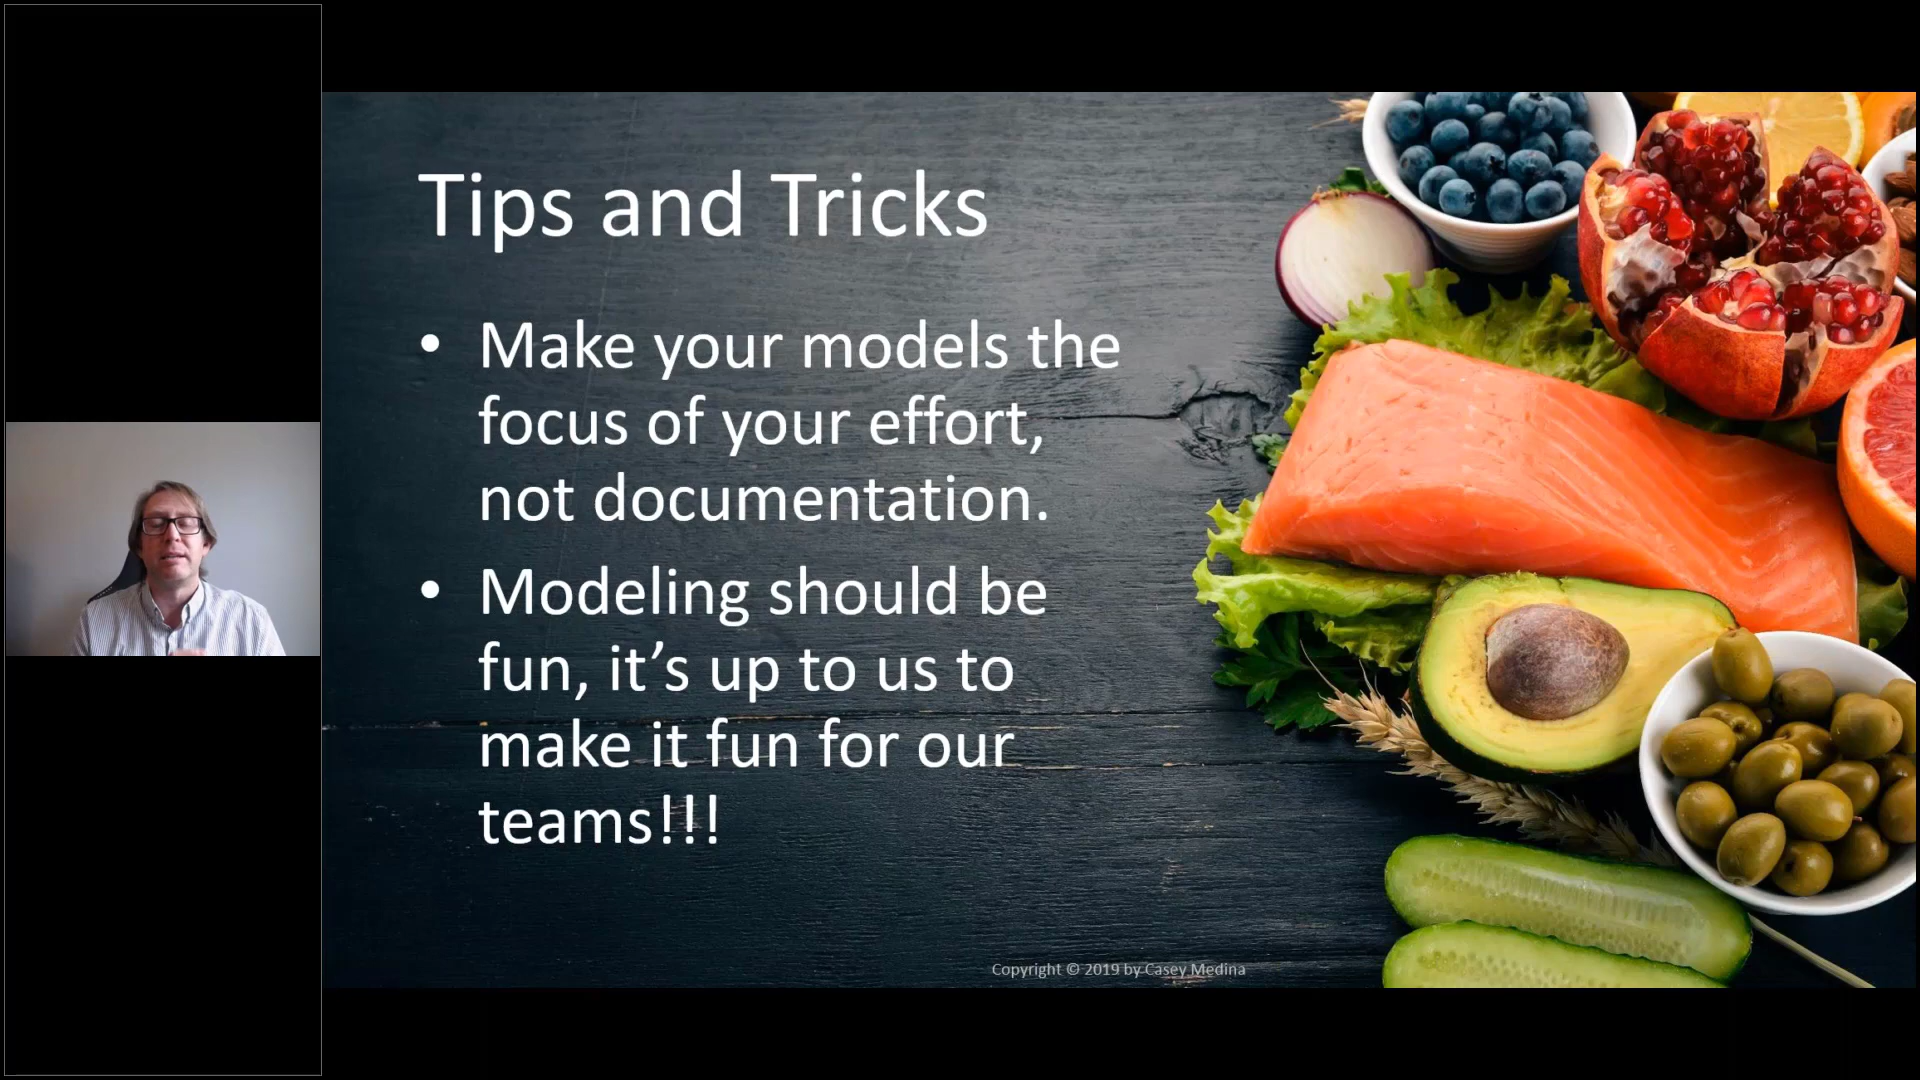 Tips and Tricks
• Make your models the
focus of your effort,
not documentation.
• Modeling should be
fun, it’s up to us to
make it fun for our
teams!!!
Copyright © 2019 by Casey Medina